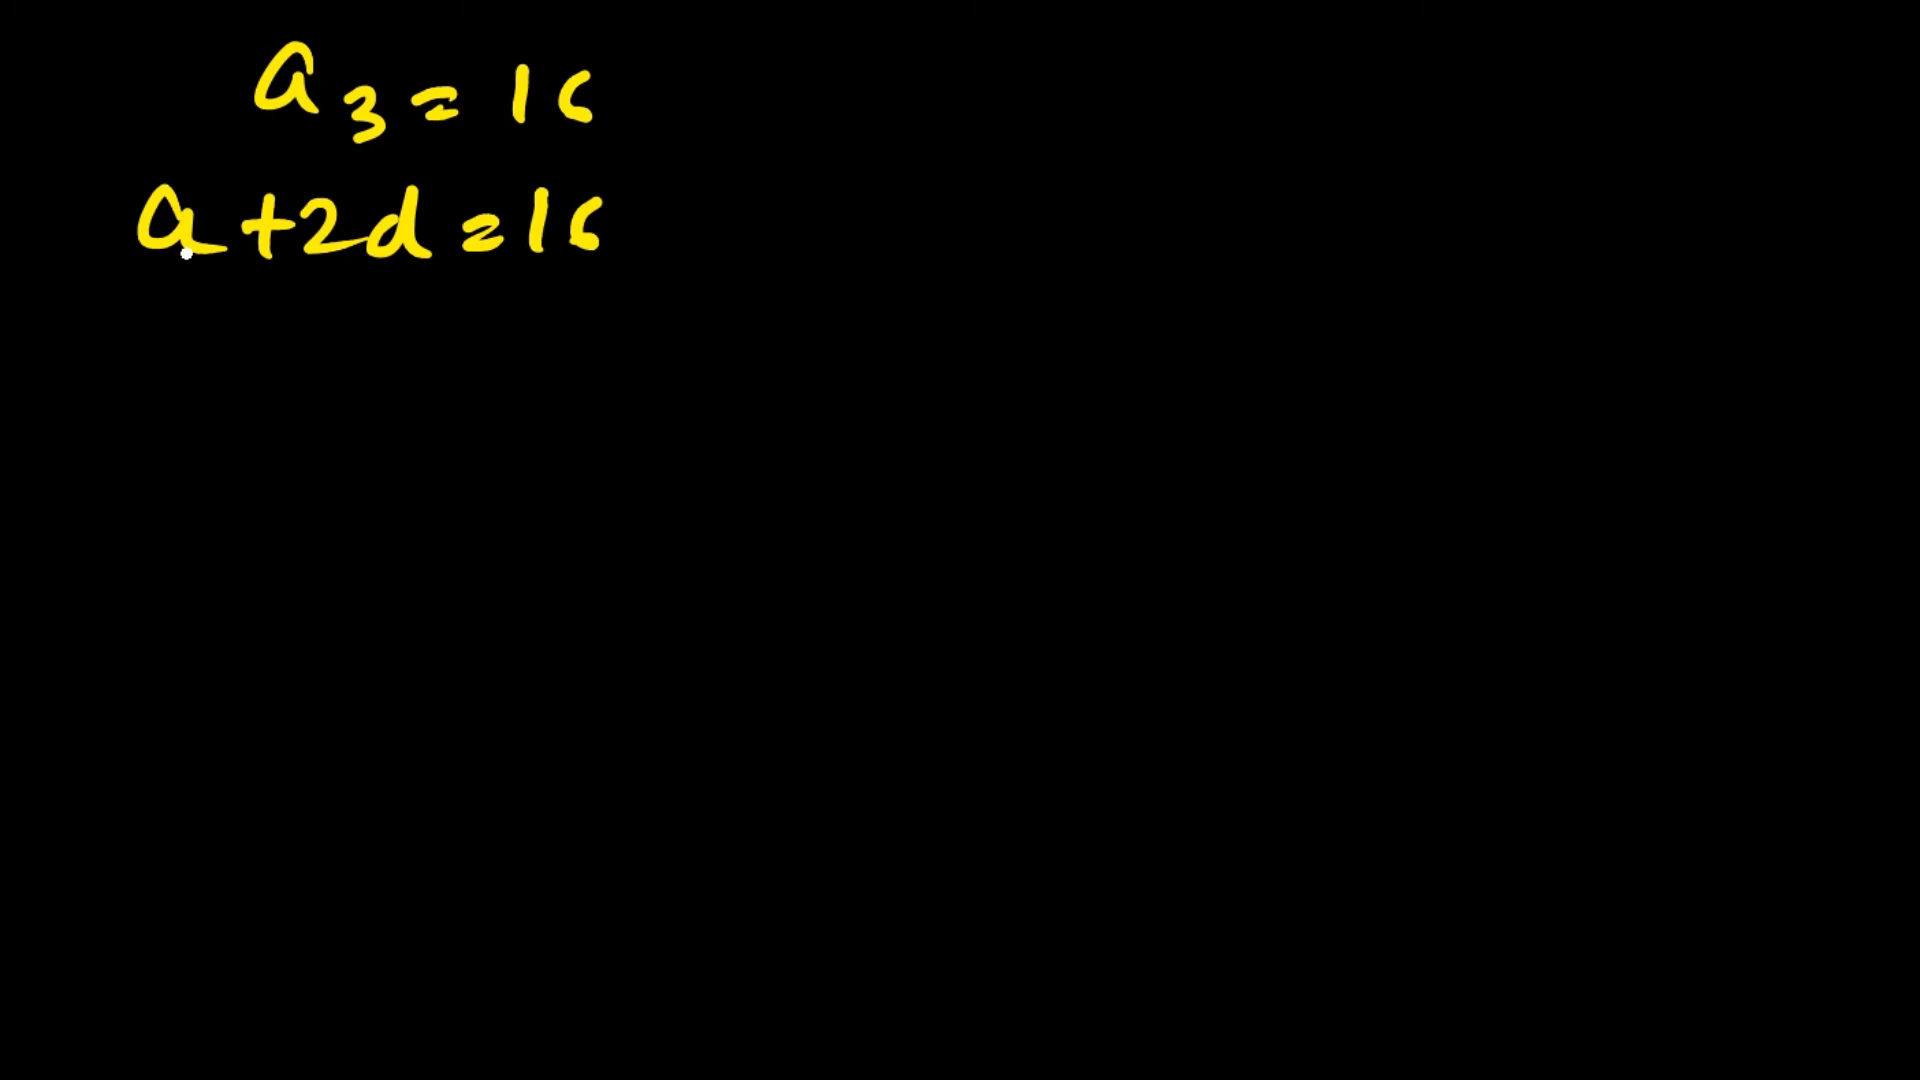 a₃ = 16
a + 2d = 16